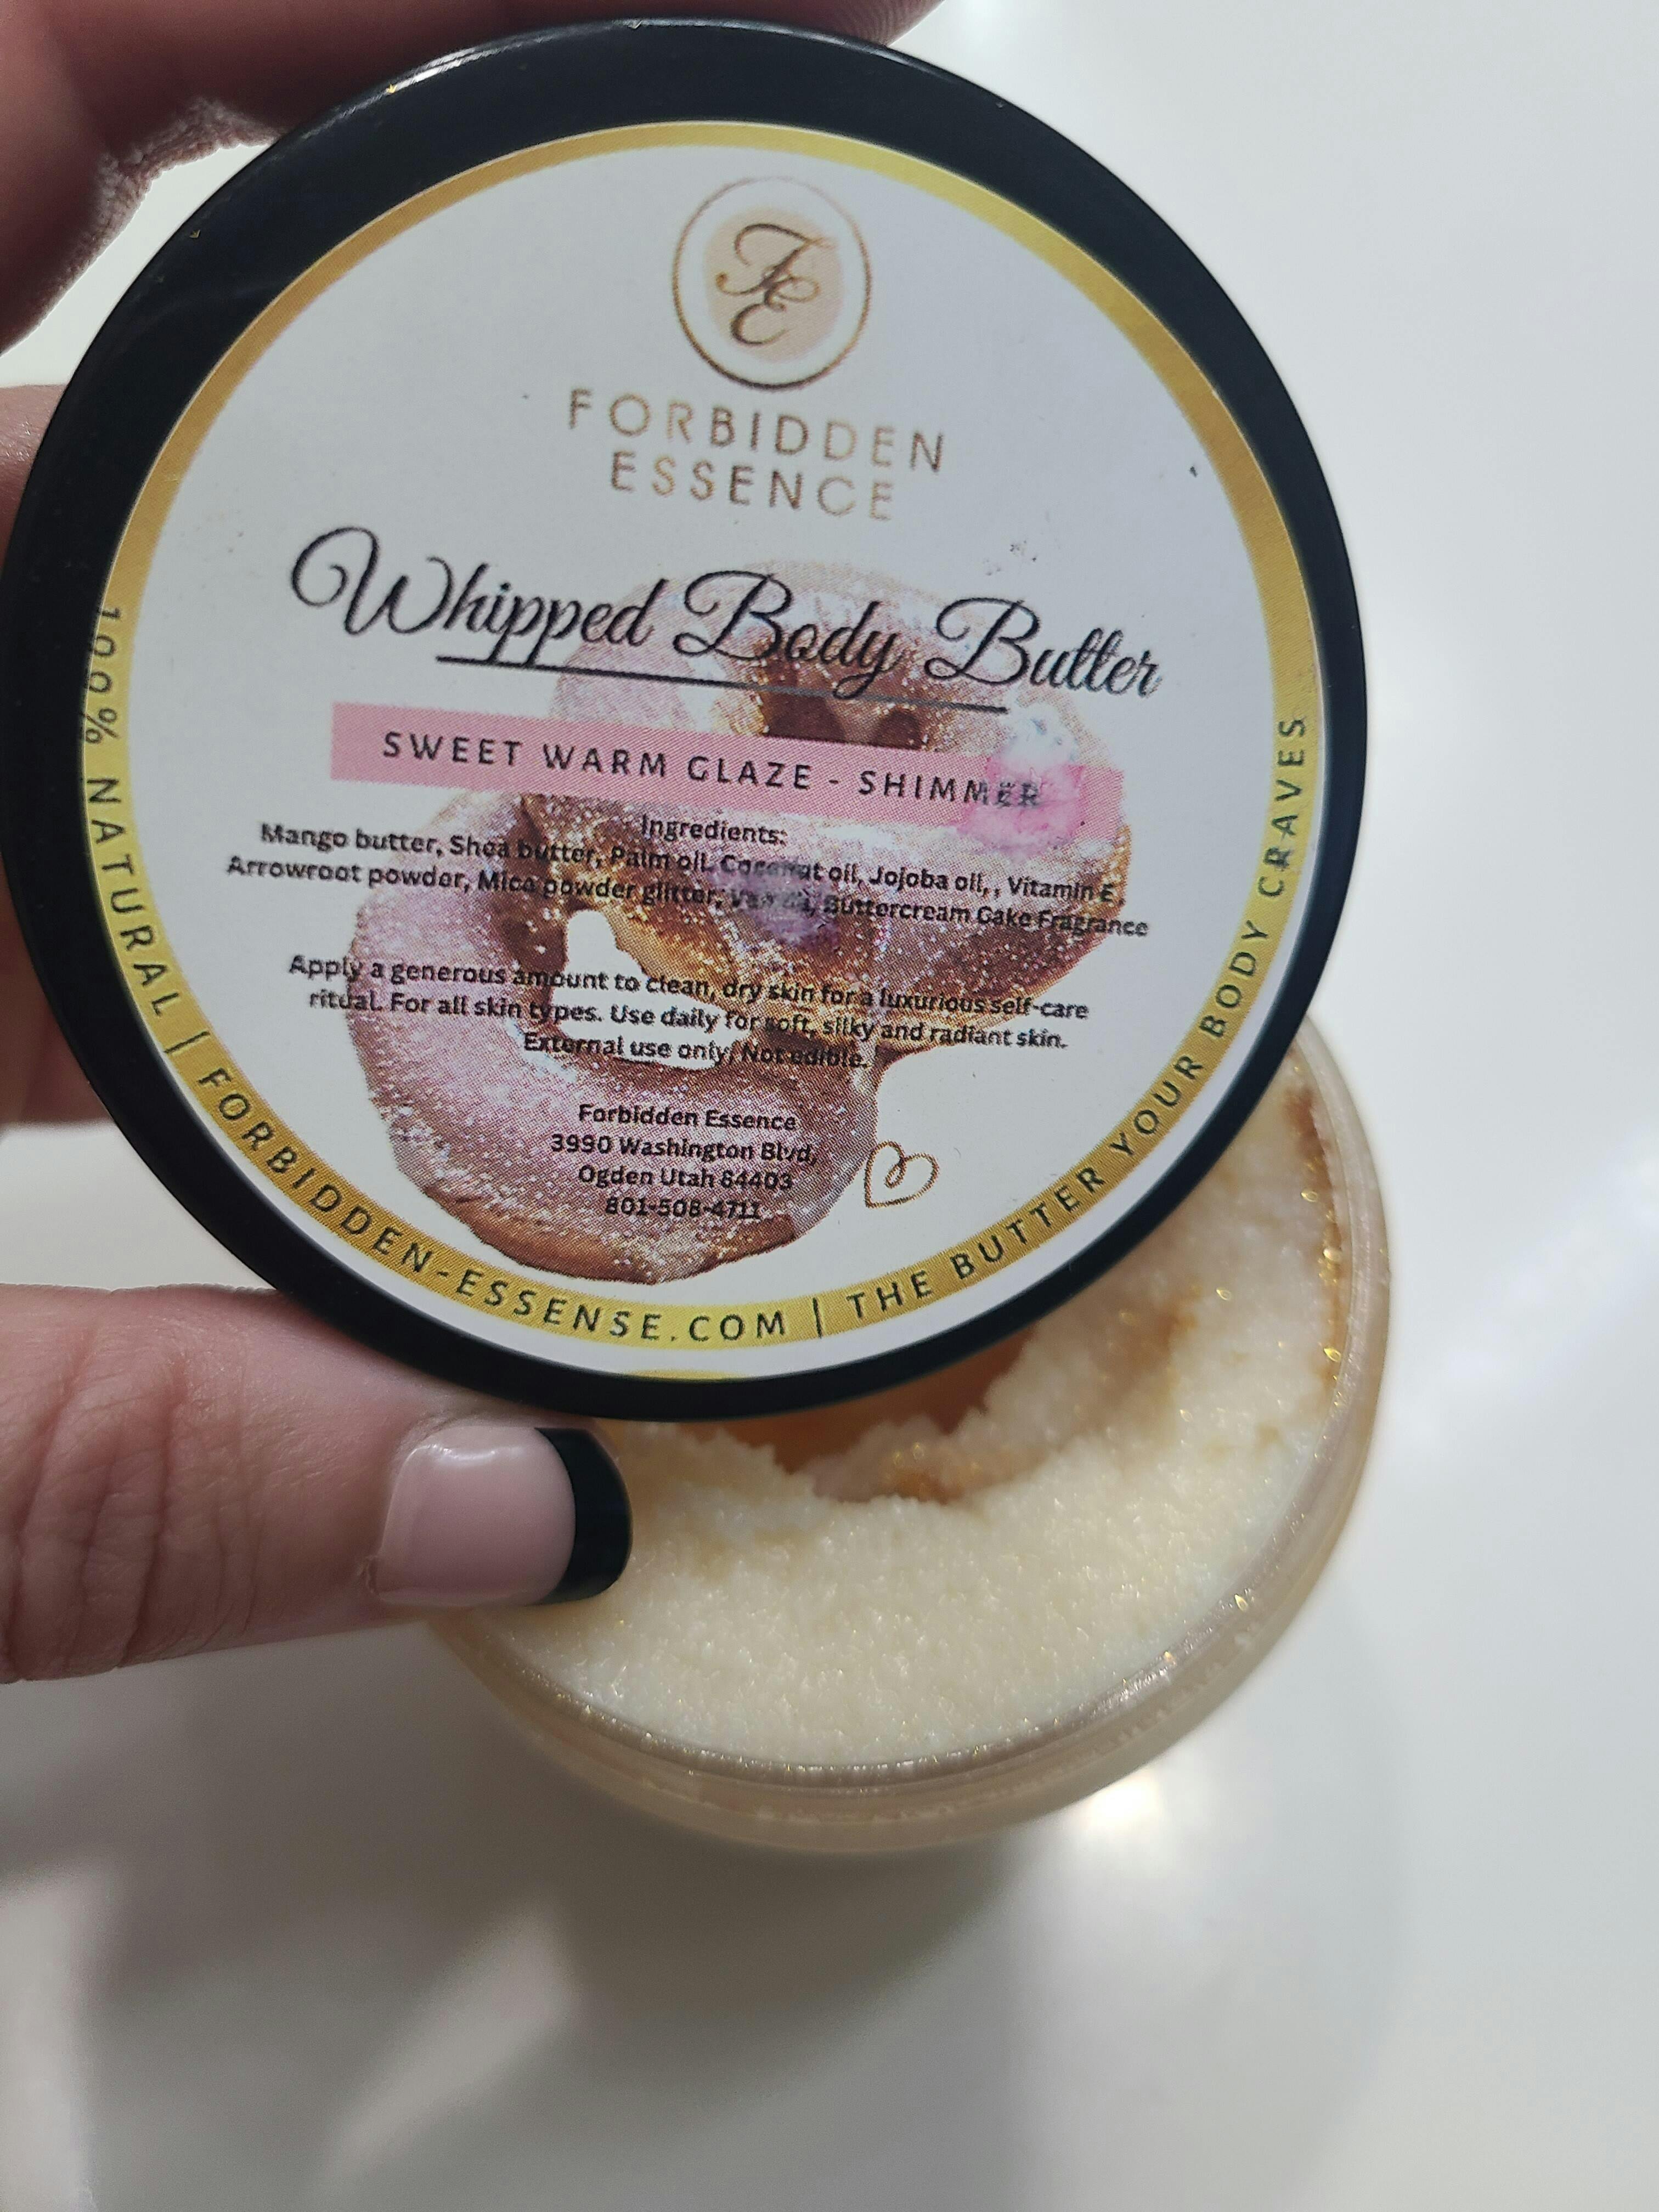 FE
FORBIDDEN
ESSENCE
Whipped Body Butter
SWEET WARM GLAZE - SHIMMER
Ingredients:
Mango butter, Shea butter, Palm oil, Coconut oil, Jojoba oil, , Vitamin E,
Arrowroot powder, Mica powder glitter, Buttercream Cake Fragrance
Apply a generous amount to clean, dry skin for a luxurious self-care
ritual. For all skin types. Use daily for soft, silky and radiant skin.
External use only, Not edible.
Forbidden Essence
3990 Washington Blvd,
Ogden Utah 84403
801-508-4711
100% NATURAL | FORBIDDEN-ESSENSE.COM | THE BUTTER YOUR BODY CRAVES